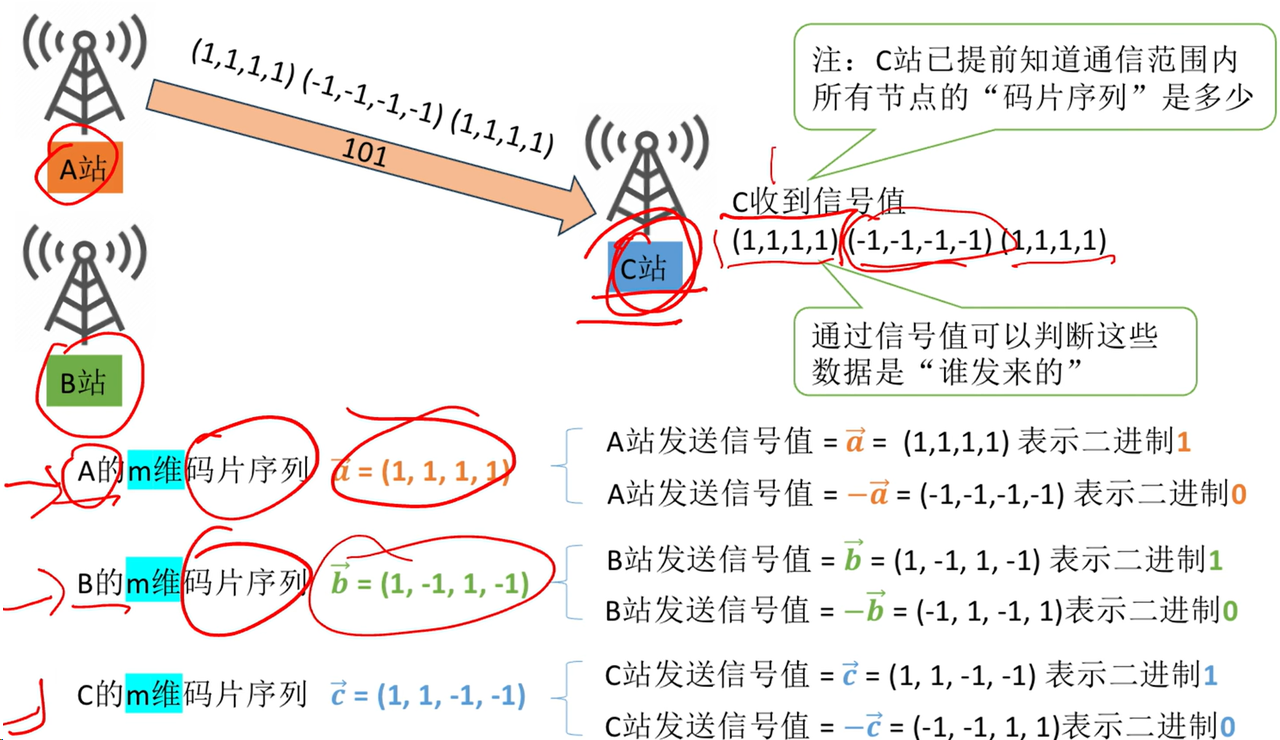 (1,1,1,1) (-1,-1,-1,-1) (1,1,1,1)
101
A站
B站
C站
注：C站已提前知道通信范围内
所有节点的“码片序列”是多少
C收到信号值
(1,1,1,1) (-1,-1,-1,-1) (1,1,1,1)
通过信号值可以判断这些
数据是“谁发来的”
A的m维码片序列 a⃗ = (1, 1, 1, 1)
A站发送信号值 = a⃗ = (1,1,1,1) 表示二进制1
A站发送信号值 = −a⃗ = (-1,-1,-1,-1) 表示二进制0
B的m维码片序列 b⃗ = (1, -1, 1, -1)
B站发送信号值 = b⃗ = (1, -1, 1, -1) 表示二进制1
B站发送信号值 = −b⃗ = (-1, 1, -1, 1)表示二进制0
C的m维码片序列 c⃗ = (1, 1, -1, -1)
C站发送信号值 = c⃗ = (1, 1, -1, -1) 表示二进制1
C站发送信号值 = −c⃗ = (-1, -1, 1, 1)表示二进制0